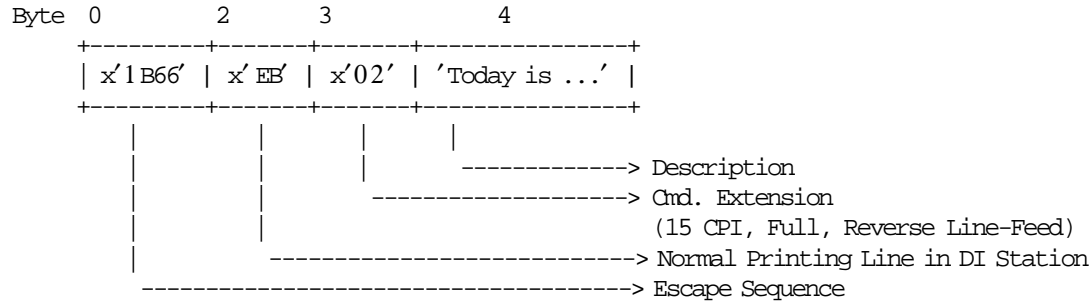 Byte 0 2 3 4
+---------+-------+-------+----------------+
| x'1B66' | x'EB' | x'02' | 'Today is ...' |
+---------+-------+-------+----------------+
| | | |
| | | -------------> Description
| | --------------------> Cmd. Extension
| | (15 CPI, Full, Reverse Line-Feed)
| ----------------------------> Normal Printing Line in DI Station
-------------------------------------> Escape Sequence